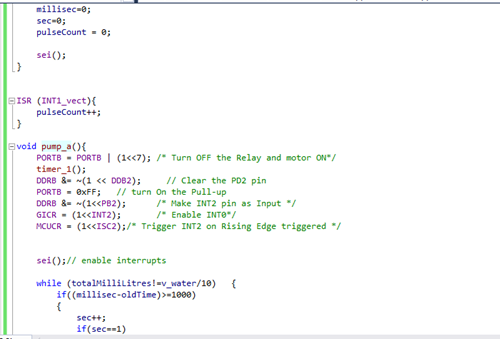 millisec=0;
sec=0;
pulseCount = 0;
sei();
}
ISR (INT1_vect){
pulseCount++;
}
void pump_a(){
PORTB = PORTB | (1<<7); /* Turn OFF the Relay and motor ON*/
timer_1();
DDRB &= ~(1 << DDB2); // Clear the PD2 pin
PORTB = 0xFF; // turn On the Pull-up
DDRB &= ~(1<<PB2); /* Make INT2 pin as Input */
GICR = (1<<INT2); /* Enable INT0*/
MCUCR = (1<<ISC2);/* Trigger INT2 on Rising Edge triggered */
sei();// enable interrupts
while (totalMilliLitres!=v_water/10) {
if((millisec-oldTime)>=1000)
{
sec++;
if(sec==1)